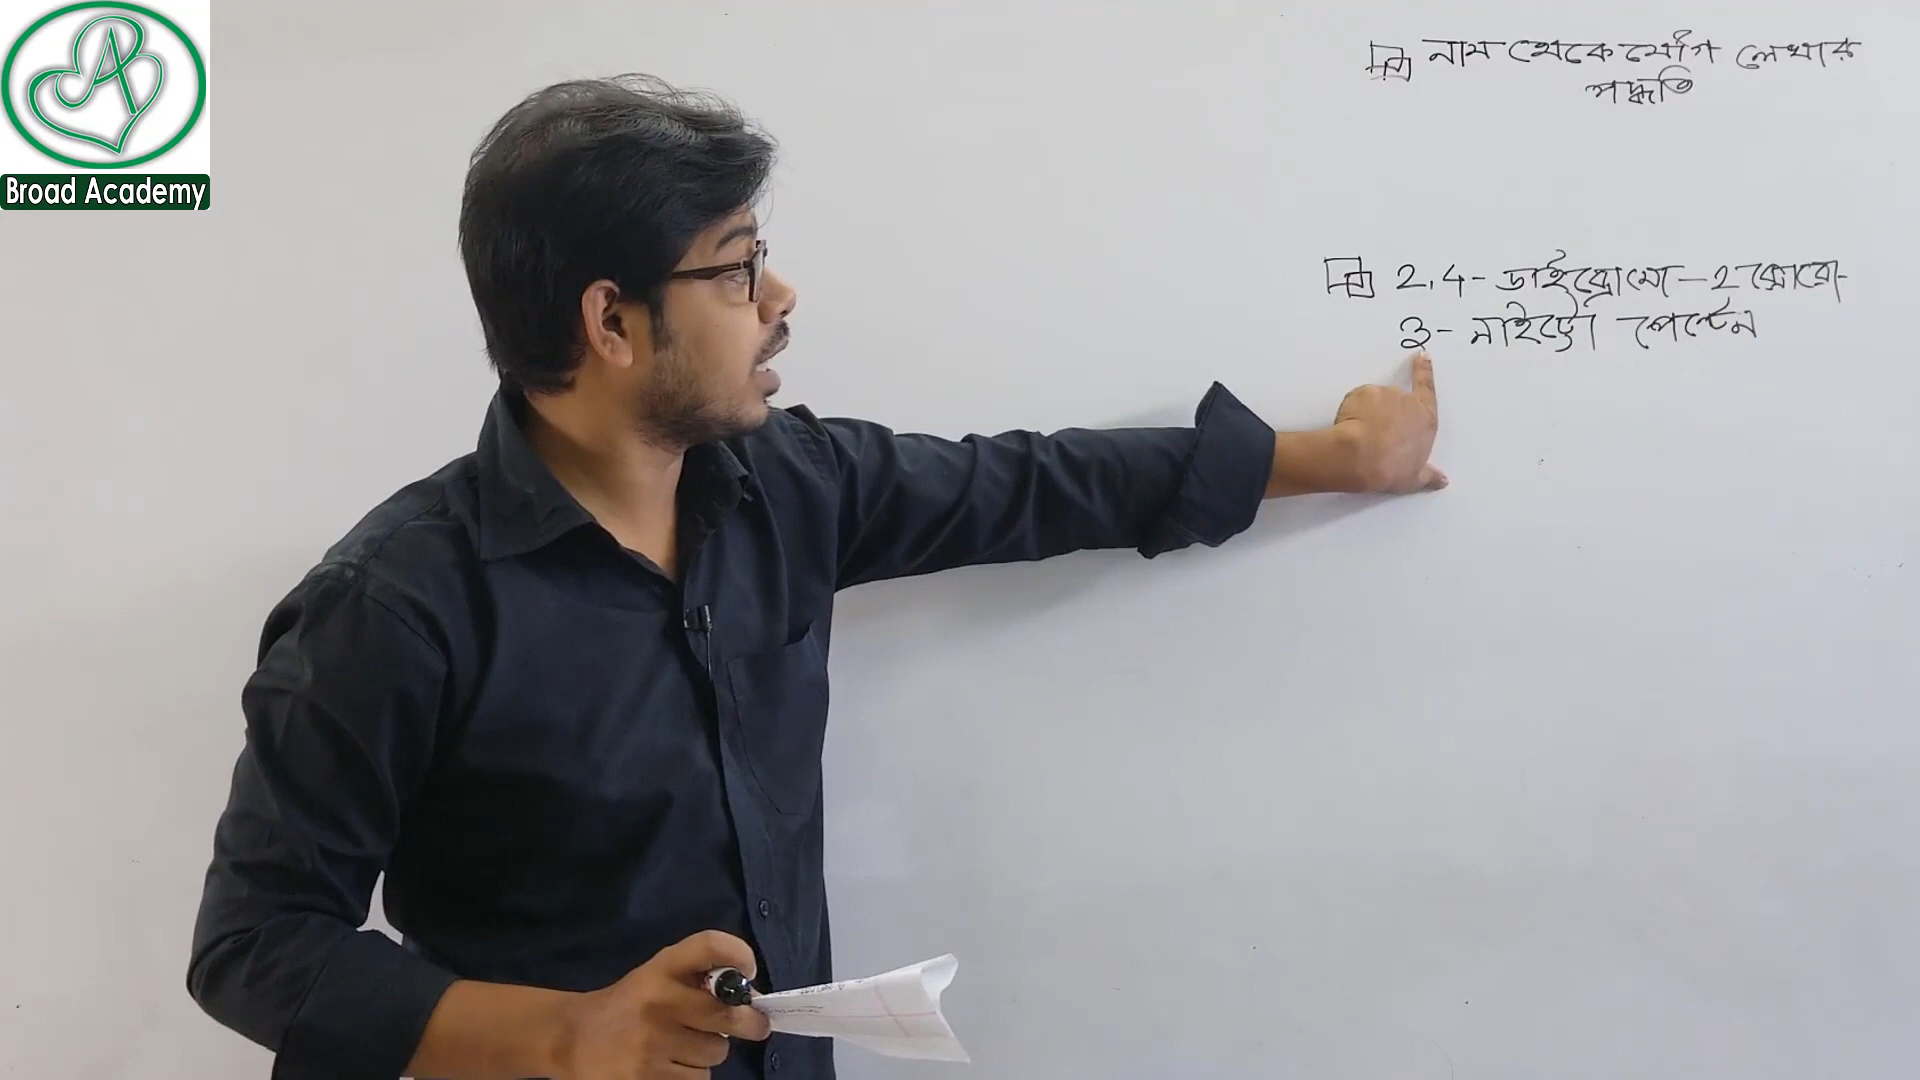 Broad Academy
নাম থেকে যৌগ লেখার
পদ্ধতি
2,4- ডাইব্রোমো - 2 ক্লোরো-
3- নাইট্রো পেন্টেন